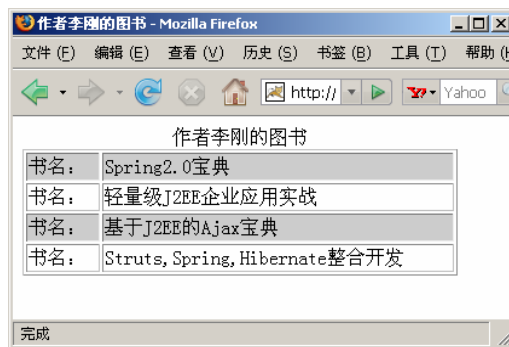 作者李刚的图书 - Mozilla Firefox
文件 (F) 编辑 (E) 查看 (V) 历史 (S) 书签 (B) 工具 (T) 帮助 (
http:// Yahoo
作者李刚的图书
书名： Spring2.0宝典
书名： 轻量级J2EE企业应用实战
书名： 基于J2EE的Ajax宝典
书名： Struts,Spring,Hibernate整合开发
完成